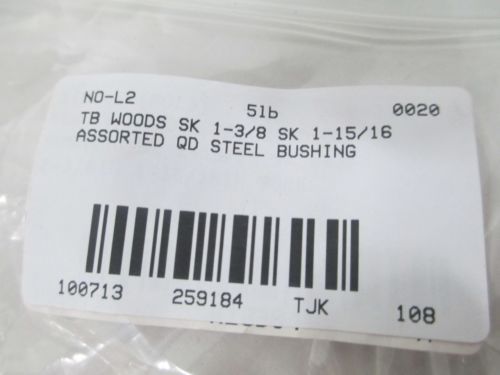 NO-L2 5lb 0020
TB WOODS SK 1-3/8 SK 1-15/16
ASSORTED QD STEEL BUSHING
100713 259184 TJK 108